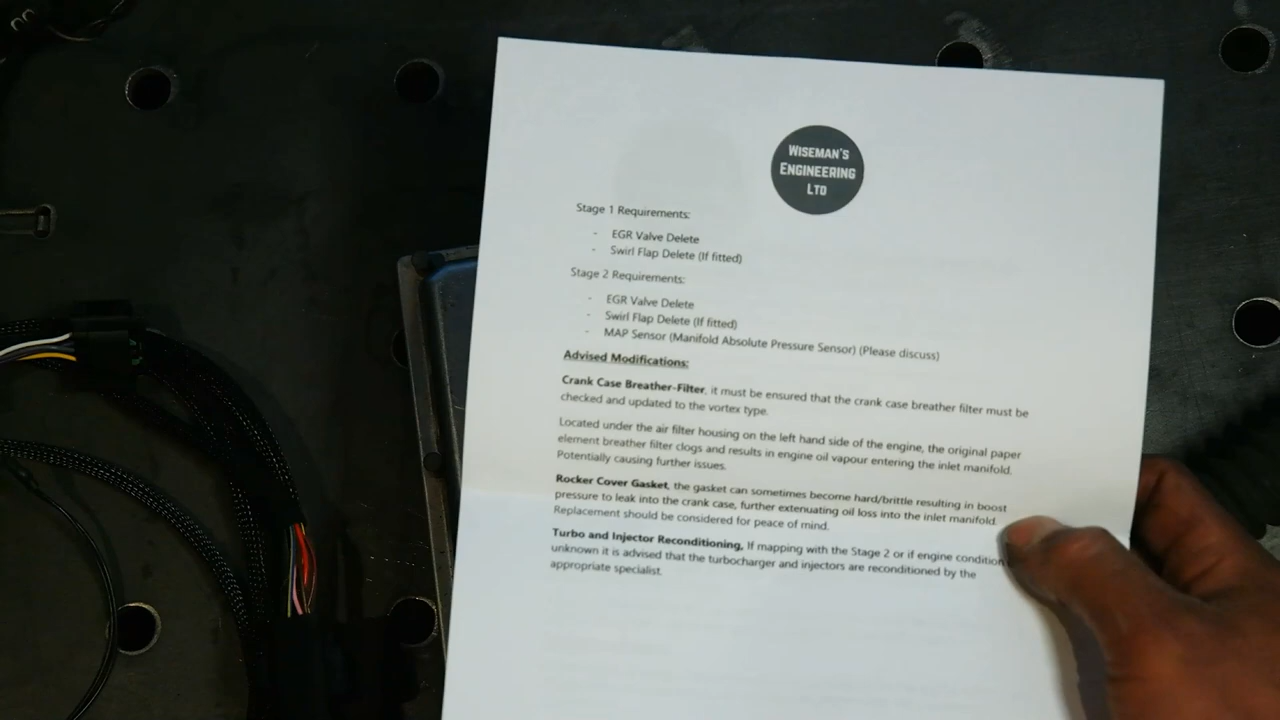 WISEMAN'S
ENGINEERING
LTD
Stage 1 Requirements:
- EGR Valve Delete
- Swirl Flap Delete (If fitted)
Stage 2 Requirements:
- EGR Valve Delete
- Swirl Flap Delete (If fitted)
- MAP Sensor (Manifold Absolute Pressure Sensor) (Please discuss)
Advised Modifications:
Crank Case Breather-Filter, it must be ensured that the crank case breather filter must be
checked and updated to the vortex type.
Located under the air filter housing on the left hand side of the engine, the original paper
element breather filter clogs and results in engine oil vapour entering the inlet manifold.
Potentially causing further issues.
Rocker Cover Gasket, the gasket can sometimes become hard/brittle resulting in boost
pressure to leak into the crank case, further extenuating oil loss into the inlet manifold.
Replacement should be considered for peace of mind.
Turbo and Injector Reconditioning, If mapping with the Stage 2 or if engine condition
unknown it is advised that the turbocharger and injectors are reconditioned by the
appropriate specialist.